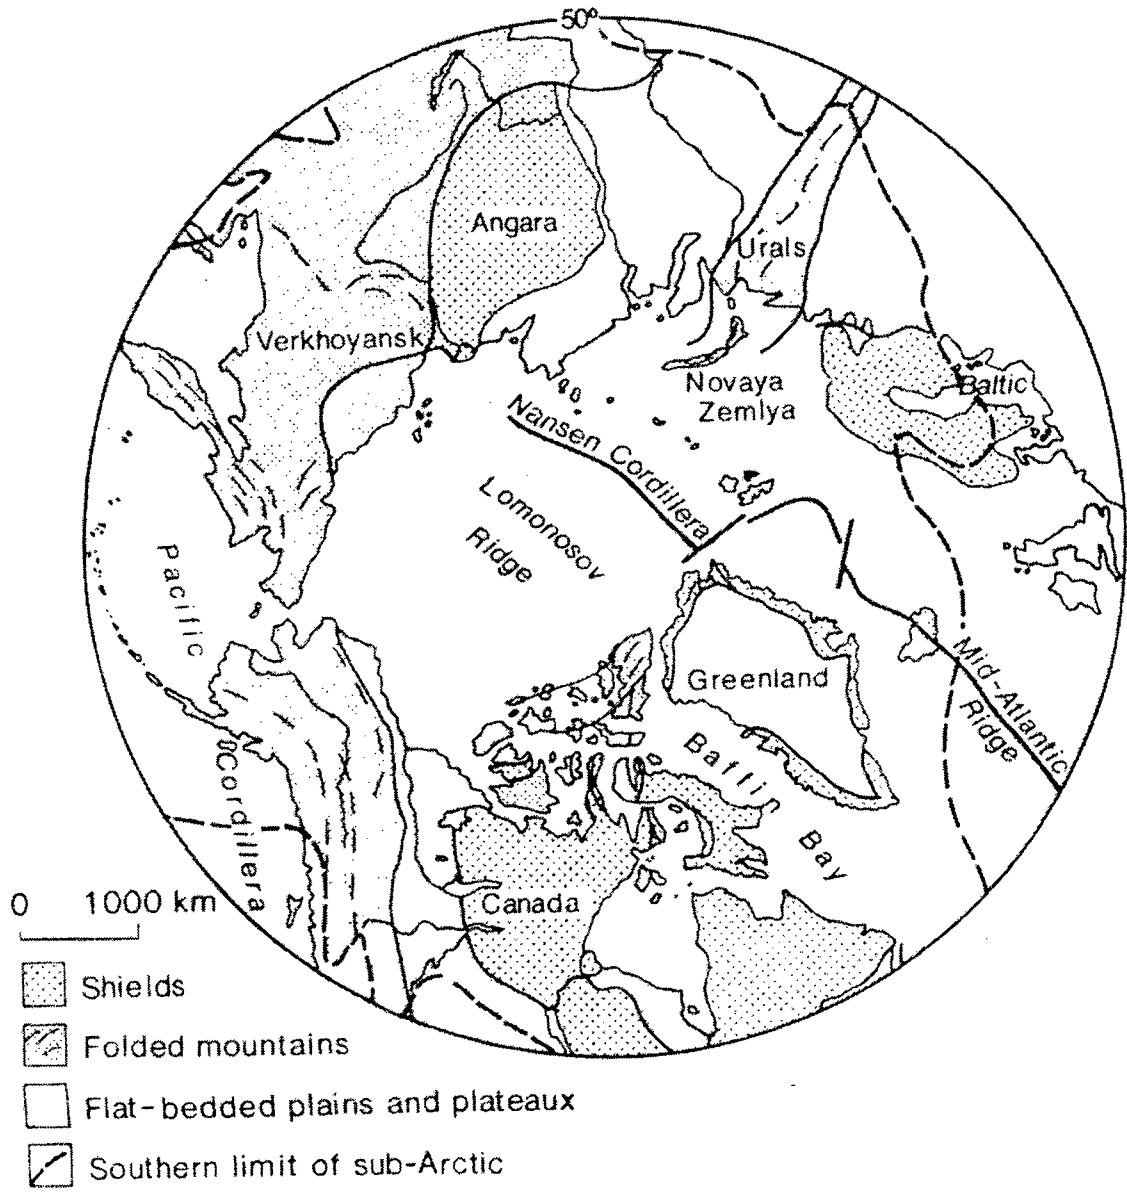 50°
Angara
Urals
Verkhoyansk
Novaya
Zemlya
Baltic
Nansen Cordillera
Lomonosov
Ridge
Pacific
Greenland
Mid-Atlantic
Ridge
Baffin
Bay
Cordillera
Canada
0 1000 km
Shields
Folded mountains
Flat-bedded plains and plateaux
Southern limit of sub-Arctic